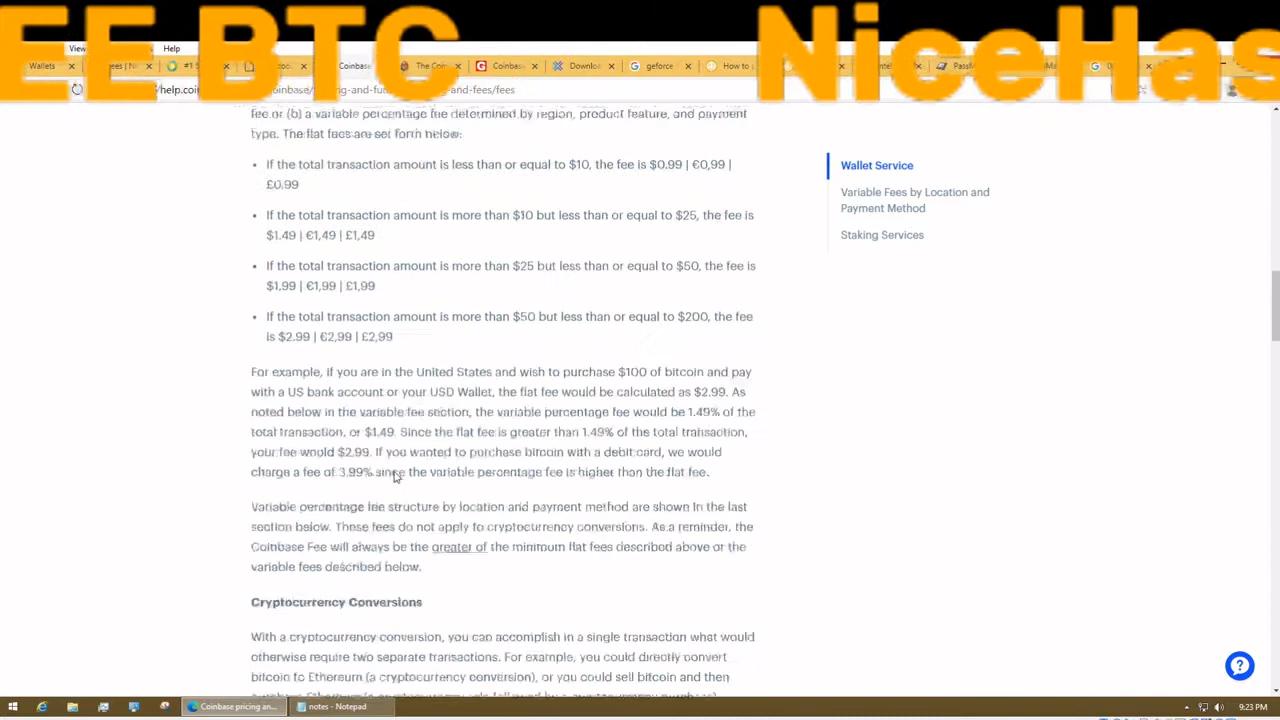 EE BTC NiceHas
View Help
Wallets
Coinbase
The Coin
Coinbase
Downloa
geforce
How to
PassM
/help.coin
coinbase/
and-fees/fees
fee or (b) a variable percentage fee determined by region, product feature, and payment
type. The flat fees are set forth below:
• If the total transaction amount is less than or equal to $10, the fee is $0.99 | €0,99 |
£0.99
• If the total transaction amount is more than $10 but less than or equal to $25, the fee is
$1.49 | €1,49 | £1,49
• If the total transaction amount is more than $25 but less than or equal to $50, the fee is
$1,99 | €1,99 | £1,99
• If the total transaction amount is more than $50 but less than or equal to $200, the fee
is $2.99 | €2,99 | £2,99
For example, if you are in the United States and wish to purchase $100 of bitcoin and pay
with a US bank account or your USD Wallet, the flat fee would be calculated as $2.99. As
noted below in the variable fee section, the variable percentage fee would be 1.49% of the
total transaction, or $1.49. Since the flat fee is greater than 1.49% of the total transaction,
your fee would $2.99. If you wanted to purchase bitcoin with a debit card, we would
charge a fee of 3.99% since the variable percentage fee is higher than the flat fee.
Variable percentage fee structure by location and payment method are shown in the last
section below. These fees do not apply to cryptocurrency conversions. As a reminder, the
Coinbase Fee will always be the greater of the minimum flat fees described above or the
variable fees described below.
Cryptocurrency Conversions
With a cryptocurrency conversion, you can accomplish in a single transaction what would
otherwise require two separate transactions. For example, you could directly convert
bitcoin to Ethereum (a cryptocurrency conversion), or you could sell bitcoin and then
Wallet Service
Variable Fees by Location and
Payment Method
Staking Services
Coinbase pricing an...
notes - Notepad
9:23 PM